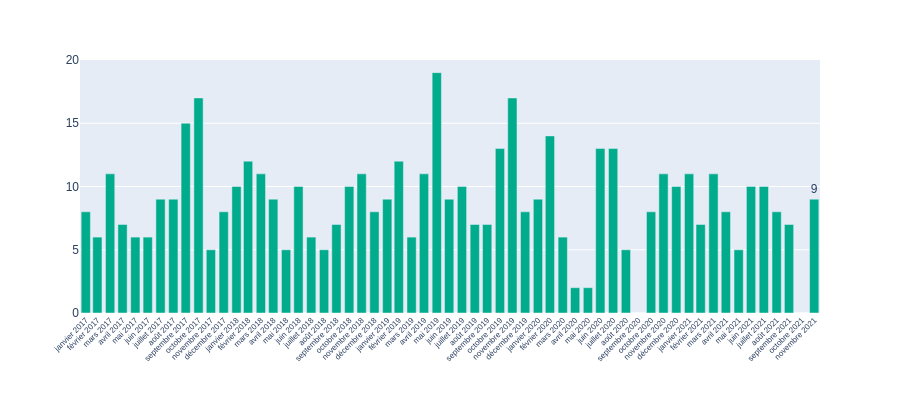 20
15
10
5
0
9
janvier 2017
février 2017
mars 2017
avril 2017
mai 2017
juin 2017
juillet 2017
août 2017
septembre 2017
octobre 2017
novembre 2017
décembre 2017
janvier 2018
février 2018
mars 2018
avril 2018
mai 2018
juin 2018
juillet 2018
août 2018
septembre 2018
octobre 2018
novembre 2018
décembre 2018
janvier 2019
février 2019
mars 2019
avril 2019
mai 2019
juin 2019
juillet 2019
août 2019
septembre 2019
octobre 2019
novembre 2019
décembre 2019
janvier 2020
février 2020
mars 2020
avril 2020
mai 2020
juin 2020
juillet 2020
août 2020
septembre 2020
octobre 2020
novembre 2020
décembre 2020
janvier 2021
février 2021
mars 2021
avril 2021
mai 2021
juin 2021
juillet 2021
août 2021
septembre 2021
octobre 2021
novembre 2021